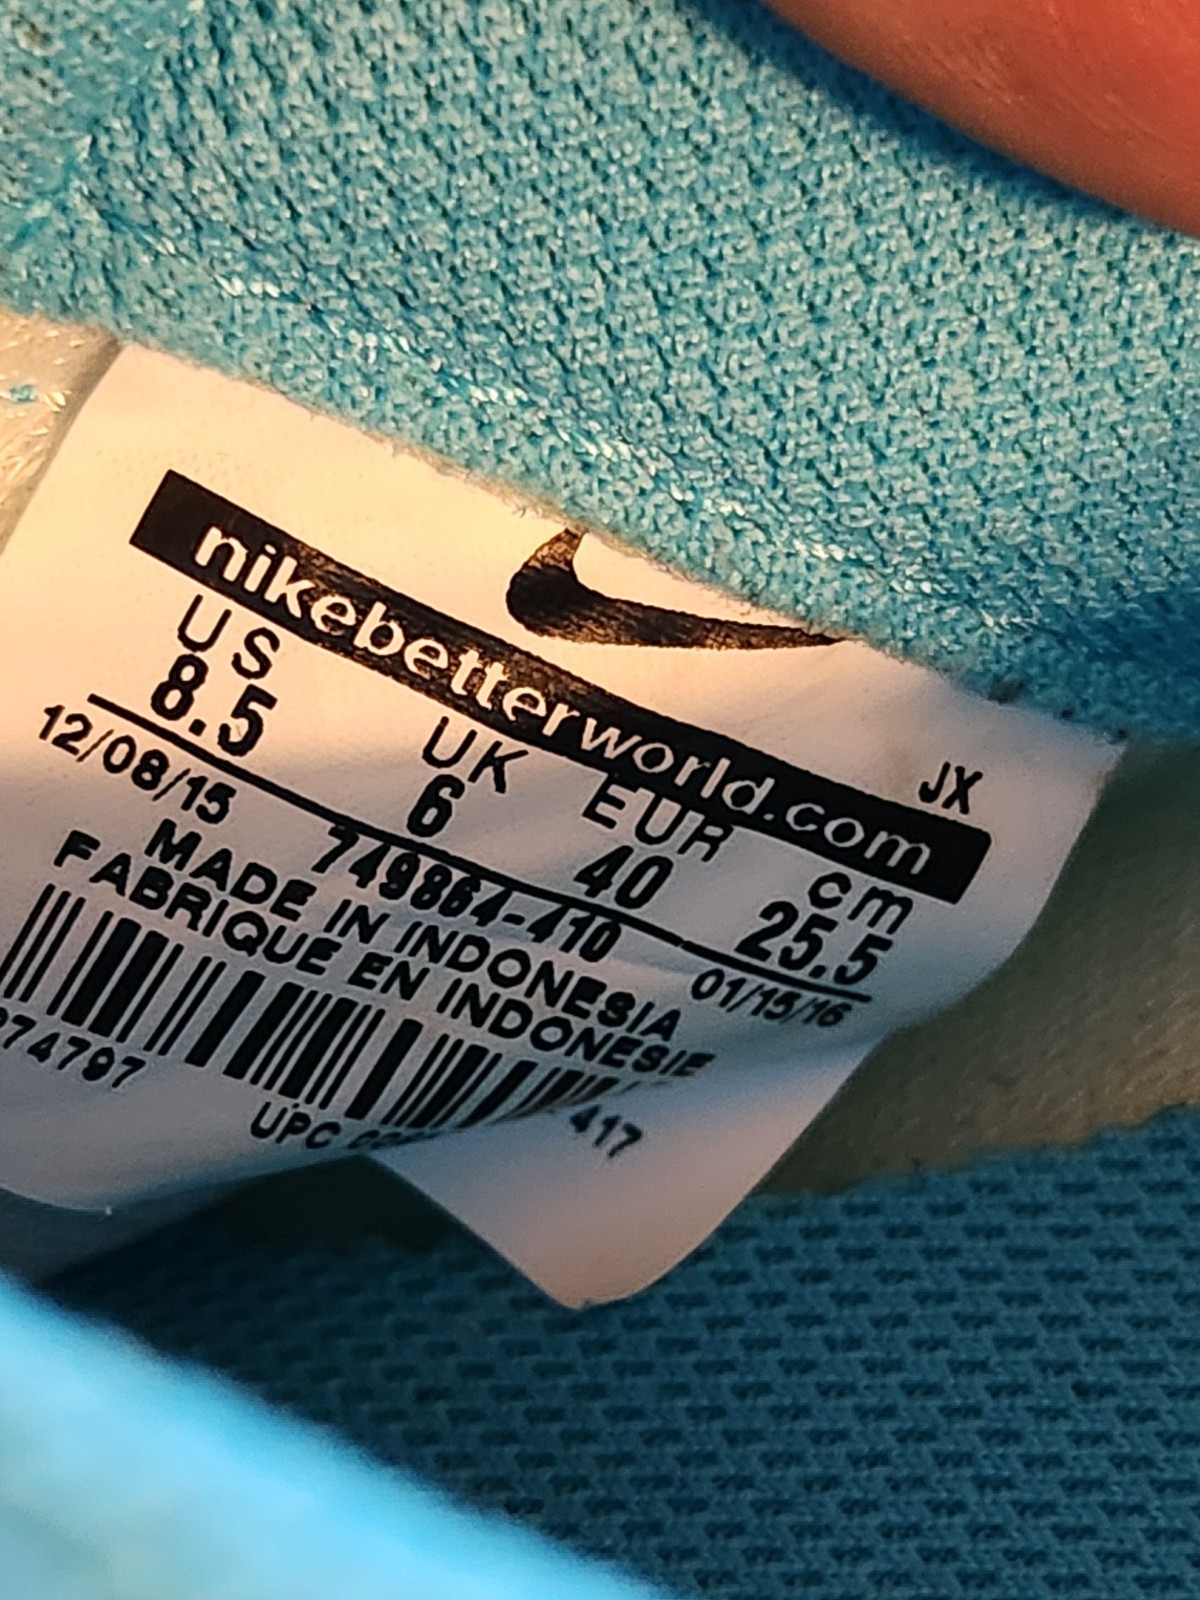 nikebetterworld.com
JX
US UK EUR cm
8.5 6 40 25.5
12/08/15 749864-410 01/15/16
MADE IN INDONESIA
FABRIQUE EN INDONESIE
74797
UPC
417